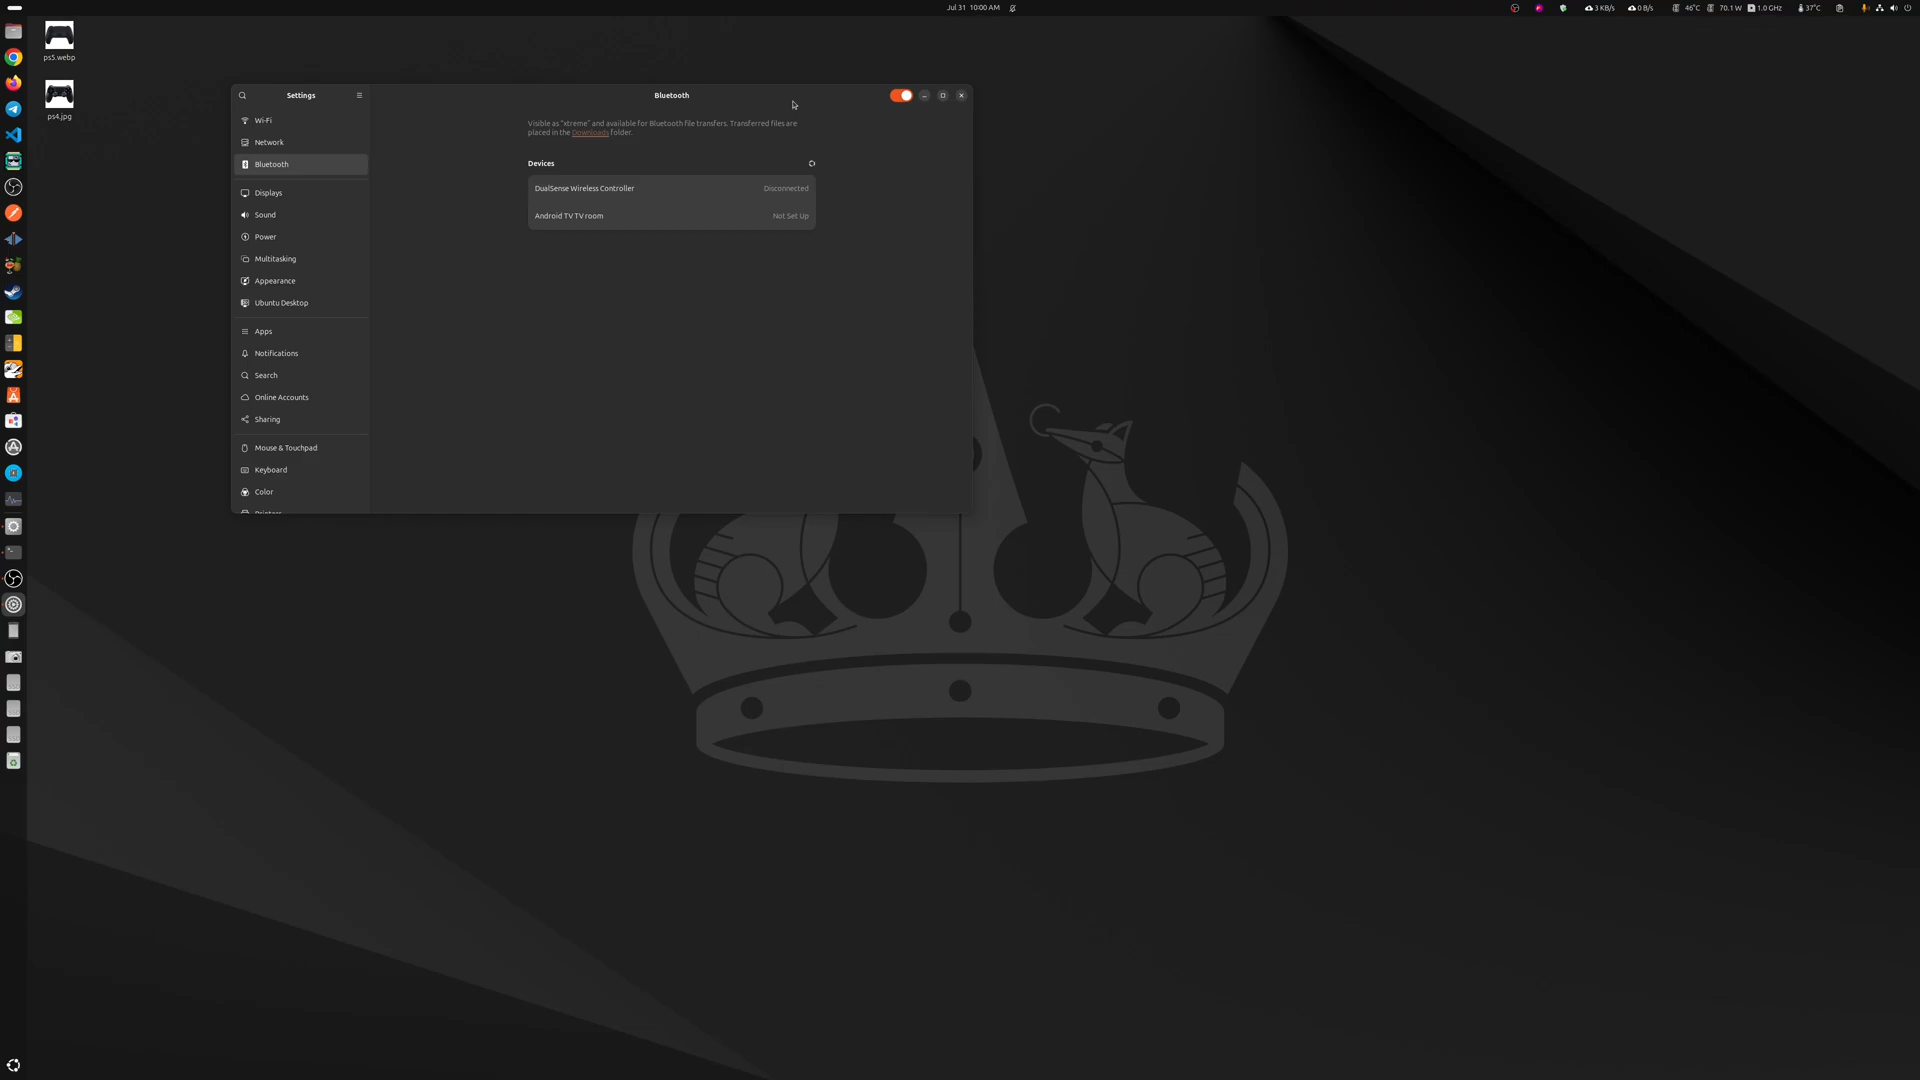 Jul 31 10:00 AM
3 KB/s
0 B/s
46°C
70.1 W
1.0 GHz
37°C
ps5.webp
ps4.jpg
Settings
Wi-Fi
Network
Bluetooth
Displays
Sound
Power
Multitasking
Appearance
Ubuntu Desktop
Apps
Notifications
Search
Online Accounts
Sharing
Mouse & Touchpad
Keyboard
Color
Printers
Bluetooth
Visible as "xtreme" and available for Bluetooth file transfers. Transferred files are
placed in the Downloads folder.
Devices
DualSense Wireless Controller Disconnected
Android TV TV room Not Set Up